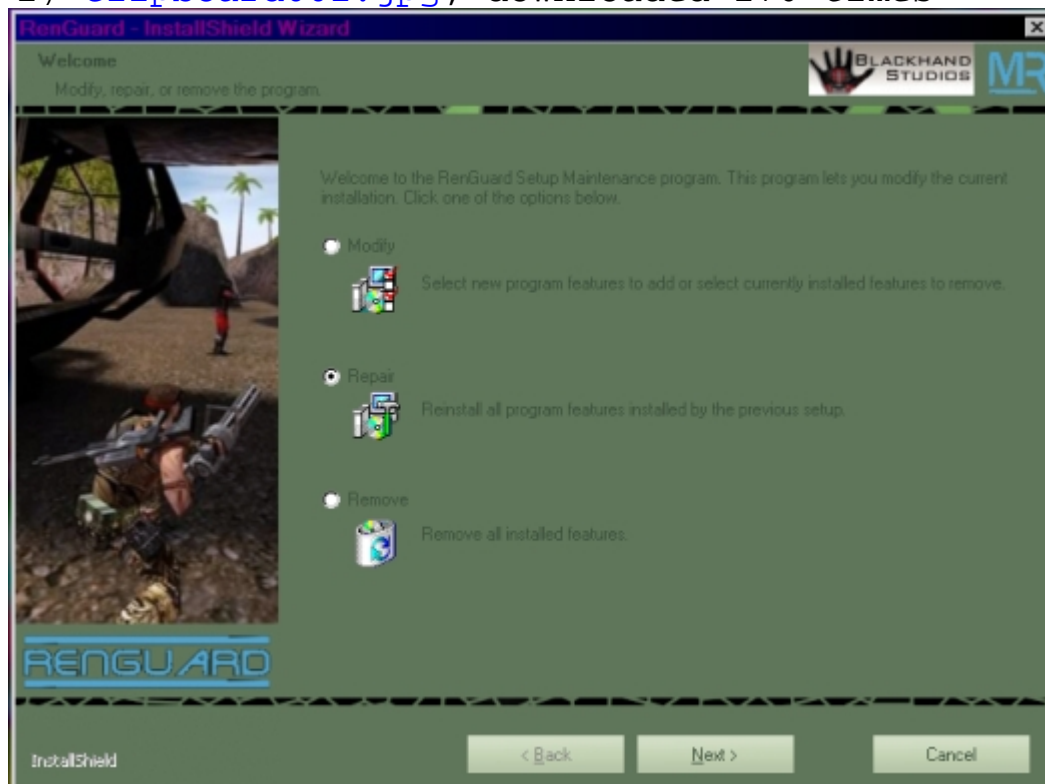 RenGuard - InstallShield Wizard
Welcome
Modify, repair, or remove the program.
BLACKHAND
STUDIOS
MR
Welcome to the RenGuard Setup Maintenance program. This program lets you modify the current
installation. Click one of the options below.
Modify
Select new program features to add or select currently installed features to remove.
Repair
Reinstall all program features installed by the previous setup.
Remove
Remove all installed features.
RENGUARD
InstallShield
< Back
Next >
Cancel